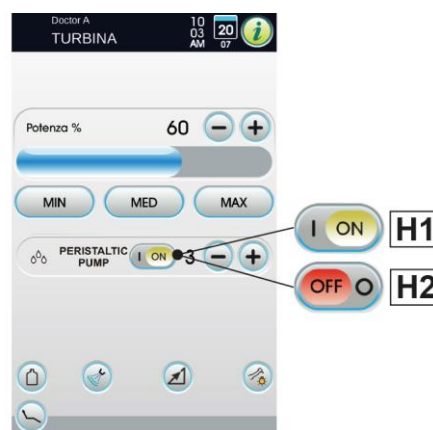 Doctor A
TURBINA
10
03
AM
20
07
i
Potenza %
60
MIN
MED
MAX
PERISTALTIC
PUMP
I ON
3
I ON
H1
OFF O
H2